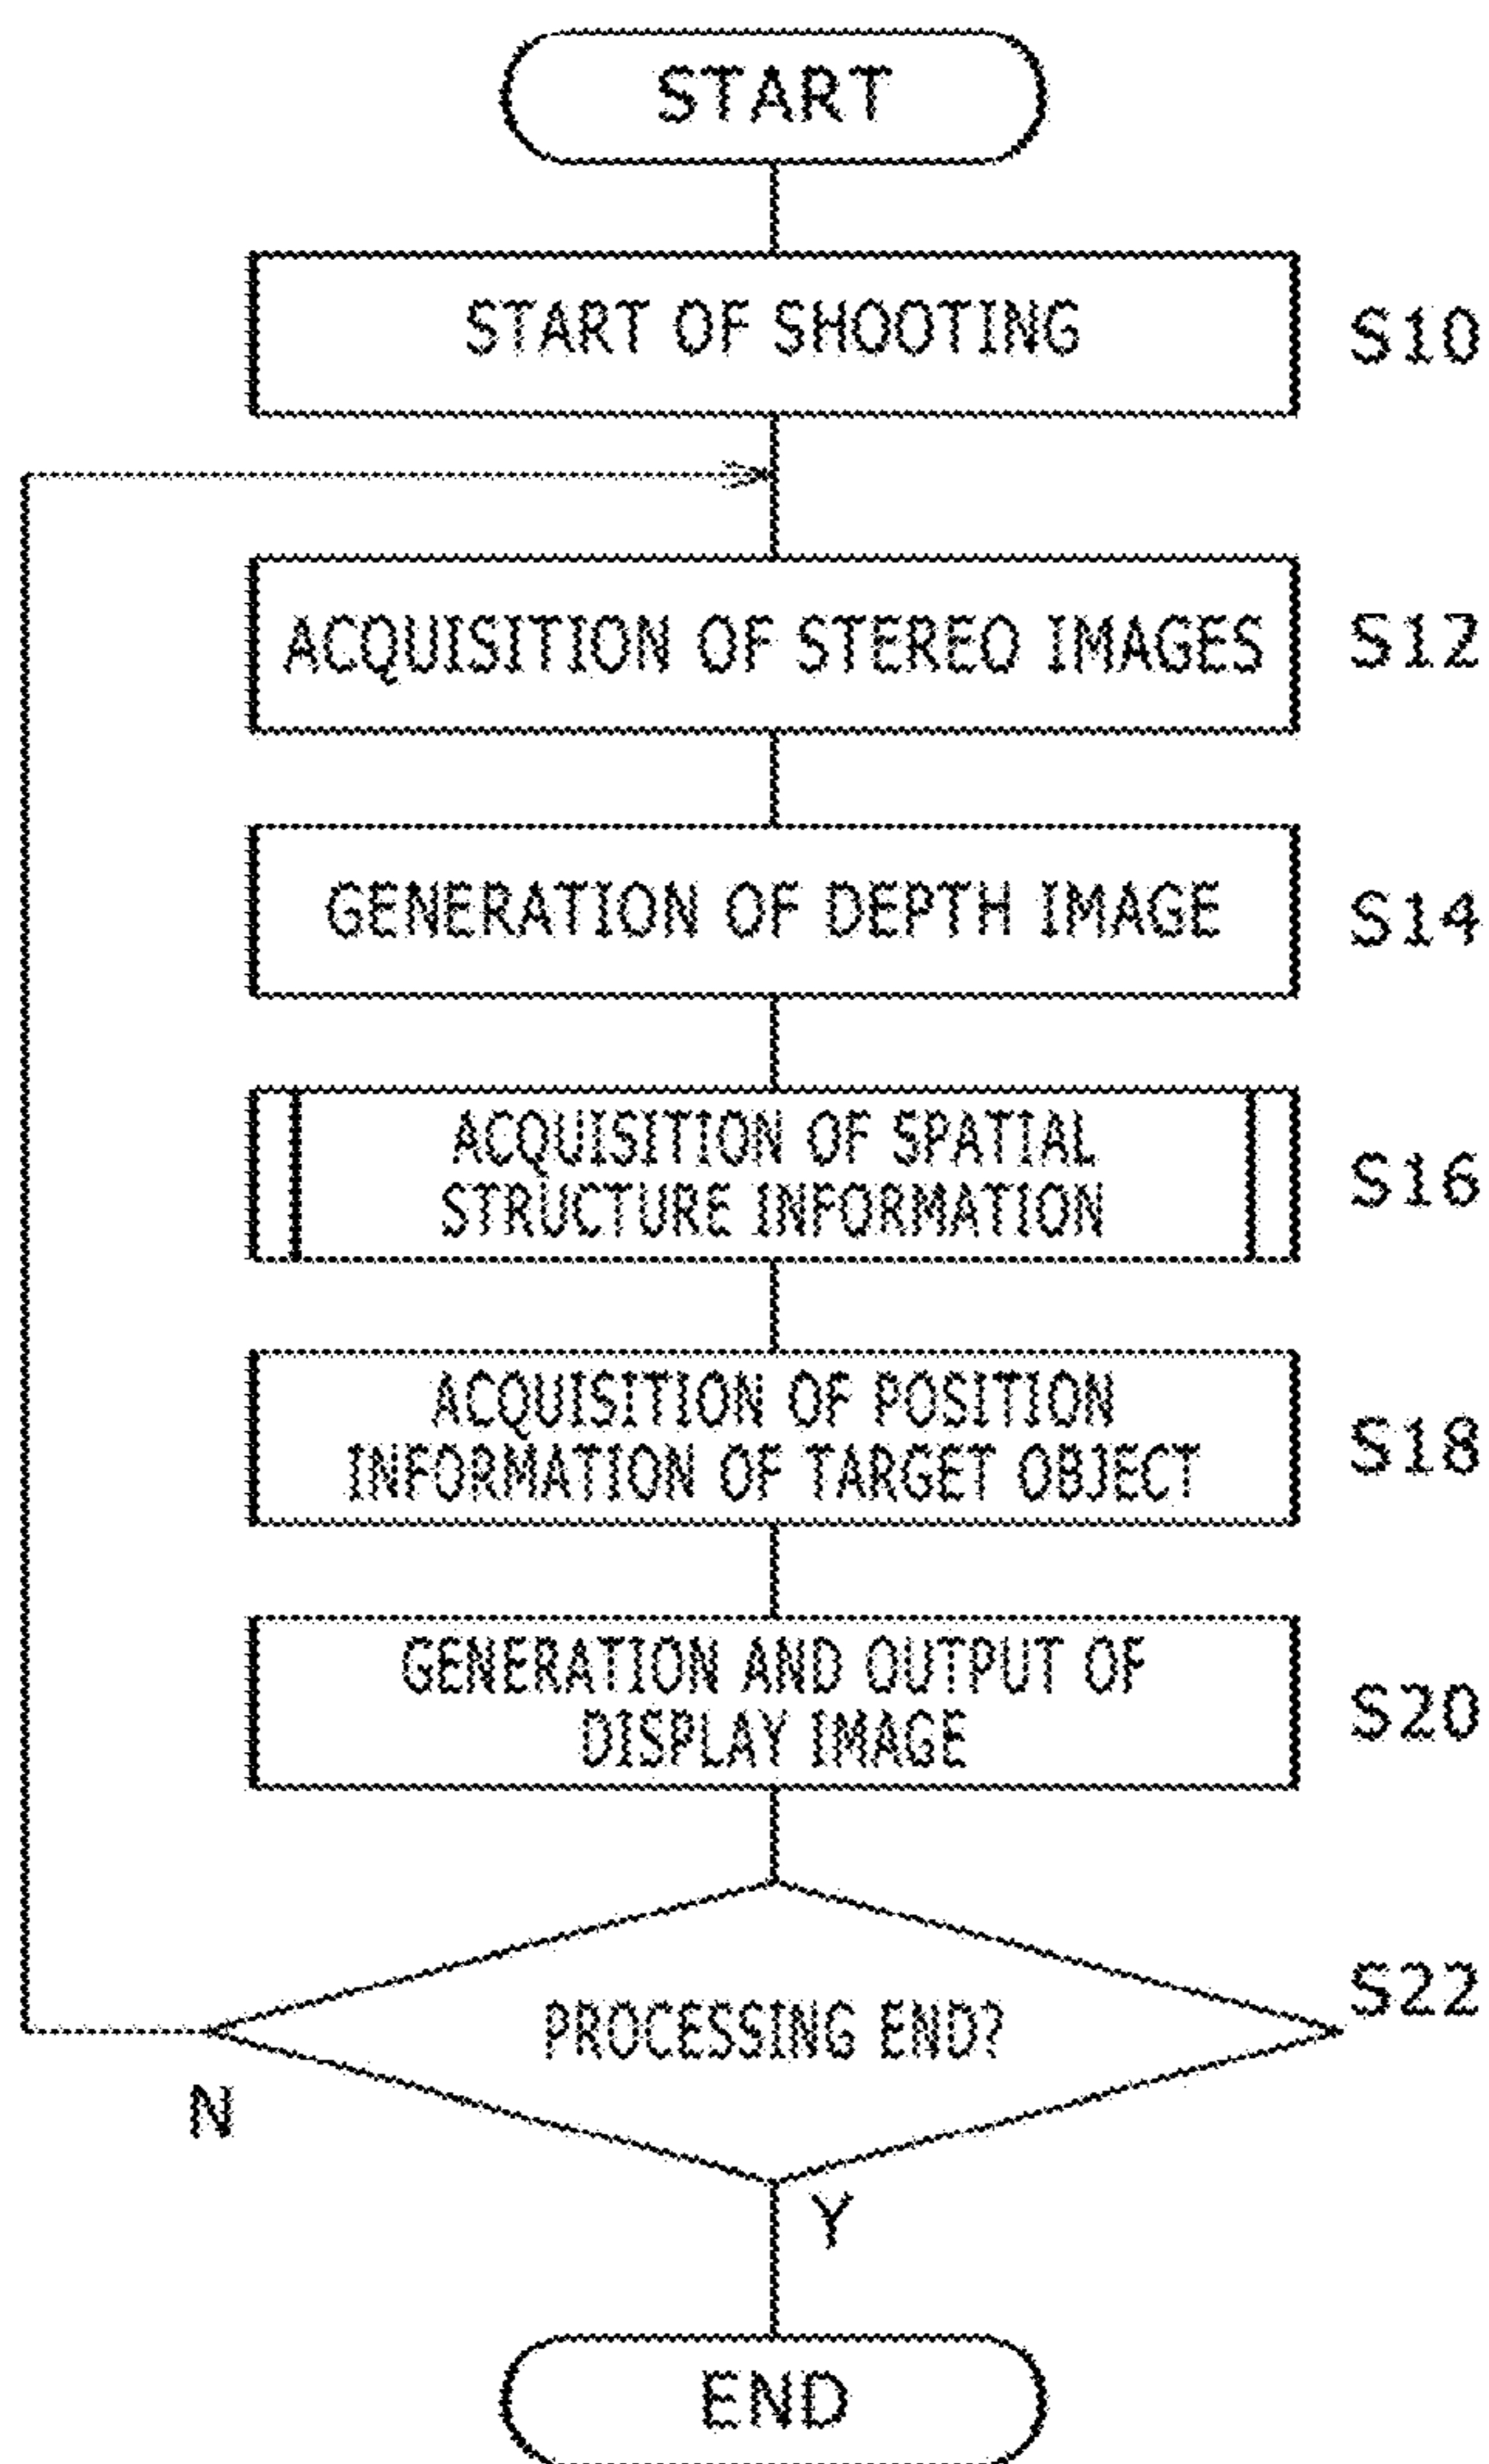 START
START OF SHOOTING
S10
ACQUISITION OF STEREO IMAGES
S12
GENERATION OF DEPTH IMAGE
S14
ACQUISITION OF SPATIAL
STRUCTURE INFORMATION
S16
ACQUISITION OF POSITION
INFORMATION OF TARGET OBJECT
S18
GENERATION AND OUTPUT OF
DISPLAY IMAGE
S20
PROCESSING END?
S22
N
Y
END